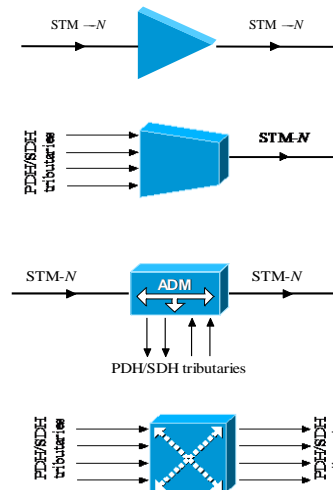 STM –N STM –N
STM-N
PDH/SDH
tributaries
STM-N STM-N
ADM
PDH/SDH tributaries
PDH/SDH
tributaries
PDH/SDH